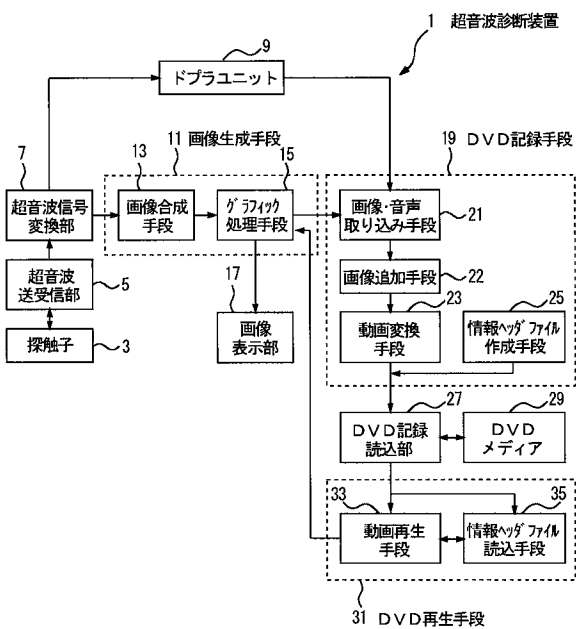 1 超音波診断装置
9
ドプラユニット
11 画像生成手段
19 DVD記録手段
7
超音波信号
変換部
13
画像合成
手段
15
グラフィック
処理手段
画像・音声
取り込み手段
21
画像追加手段
22
超音波
送受信部
5
17
画像
表示部
23
動画変換
手段
25
情報ヘッダファイル
作成手段
探触子
3
27
DVD記録
読込部
29
DVD
メディア
33
動画再生
手段
35
情報ヘッダファイル
読込手段
31 DVD再生手段